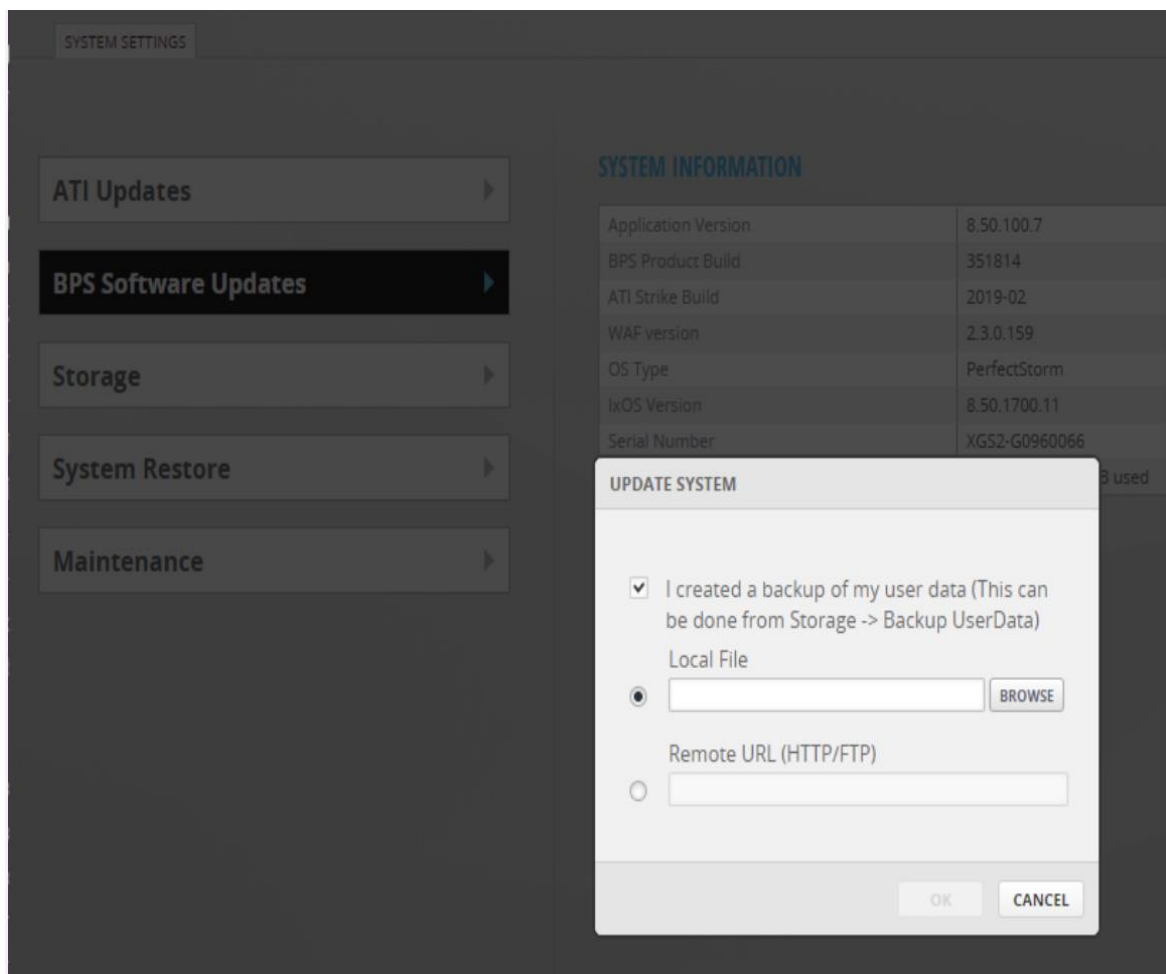 SYSTEM SETTINGS
ATI Updates
BPS Software Updates
Storage
System Restore
Maintenance
SYSTEM INFORMATION
Application Version 8.50.100.7
BPS Product Build 351814
ATI Strike Build 2019-02
WAF version 2.3.0.159
OS Type PerfectStorm
IxOS Version 8.50.1700.11
Serial Number XGS2-G0960066
used
UPDATE SYSTEM
I created a backup of my user data (This can
be done from Storage -> Backup UserData)
Local File
BROWSE
Remote URL (HTTP/FTP)
OK CANCEL